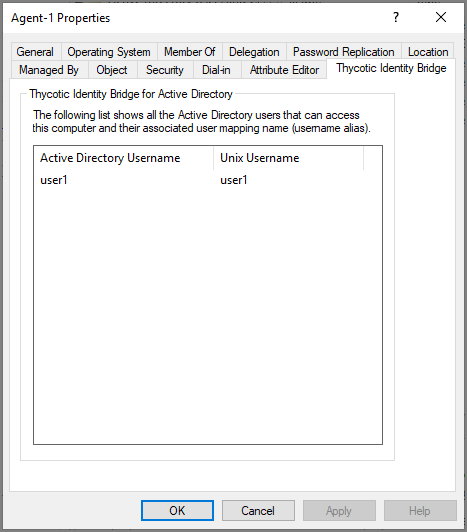 Agent-1 Properties
?
General Operating System Member Of Delegation Password Replication Location
Managed By Object Security Dial-in Attribute Editor Thycotic Identity Bridge
Thycotic Identity Bridge for Active Directory
The following list shows all the Active Directory users that can access
this computer and their associated user mapping name (username alias).
Active Directory Username Unix Username
user1 user1
OK Cancel Apply Help